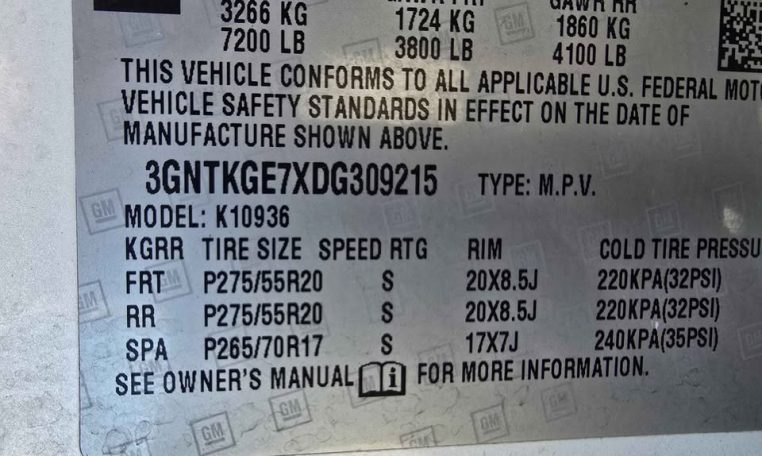 3266 KG 1724 KG 1860 KG
7200 LB 3800 LB 4100 LB
THIS VEHICLE CONFORMS TO ALL APPLICABLE U.S. FEDERAL
VEHICLE SAFETY STANDARDS IN EFFECT ON THE DATE OF
MANUFACTURE SHOWN ABOVE.
3GNTKGE7XDG309215 TYPE: M.P.V.
MODEL: K10936
KGRR TIRE SIZE SPEED RTG RIM COLD TIRE
FRT P275/55R20 S 20X8.5J 220KPA(32PSI)
RR P275/55R20 S 20X8.5J 220KPA(32PSI)
SPA P265/70R17 S 17X7J 240KPA(35PSI)
SEE OWNER'S MANUAL FOR MORE INFORMATION.